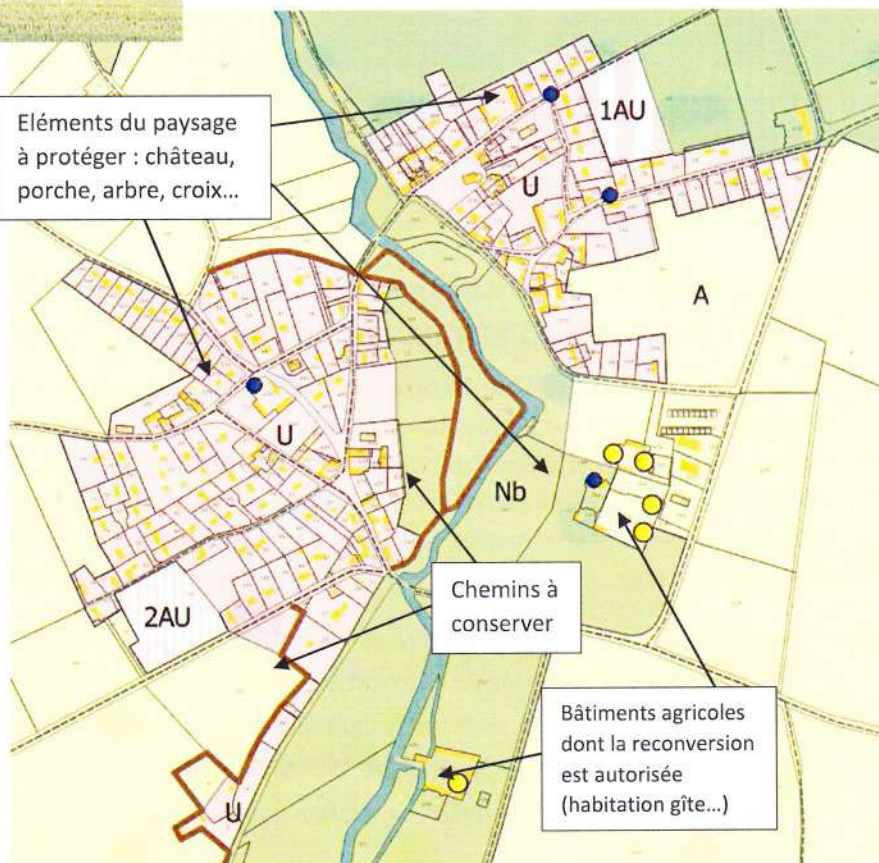 Eléments du paysage
à protéger : château,
porche, arbre, croix...
1AU
U
A
U
Nb
Chemins à
conserver
2AU
Bâtiments agricoles
dont la reconversion
est autorisée
(habitation gîte...)
U